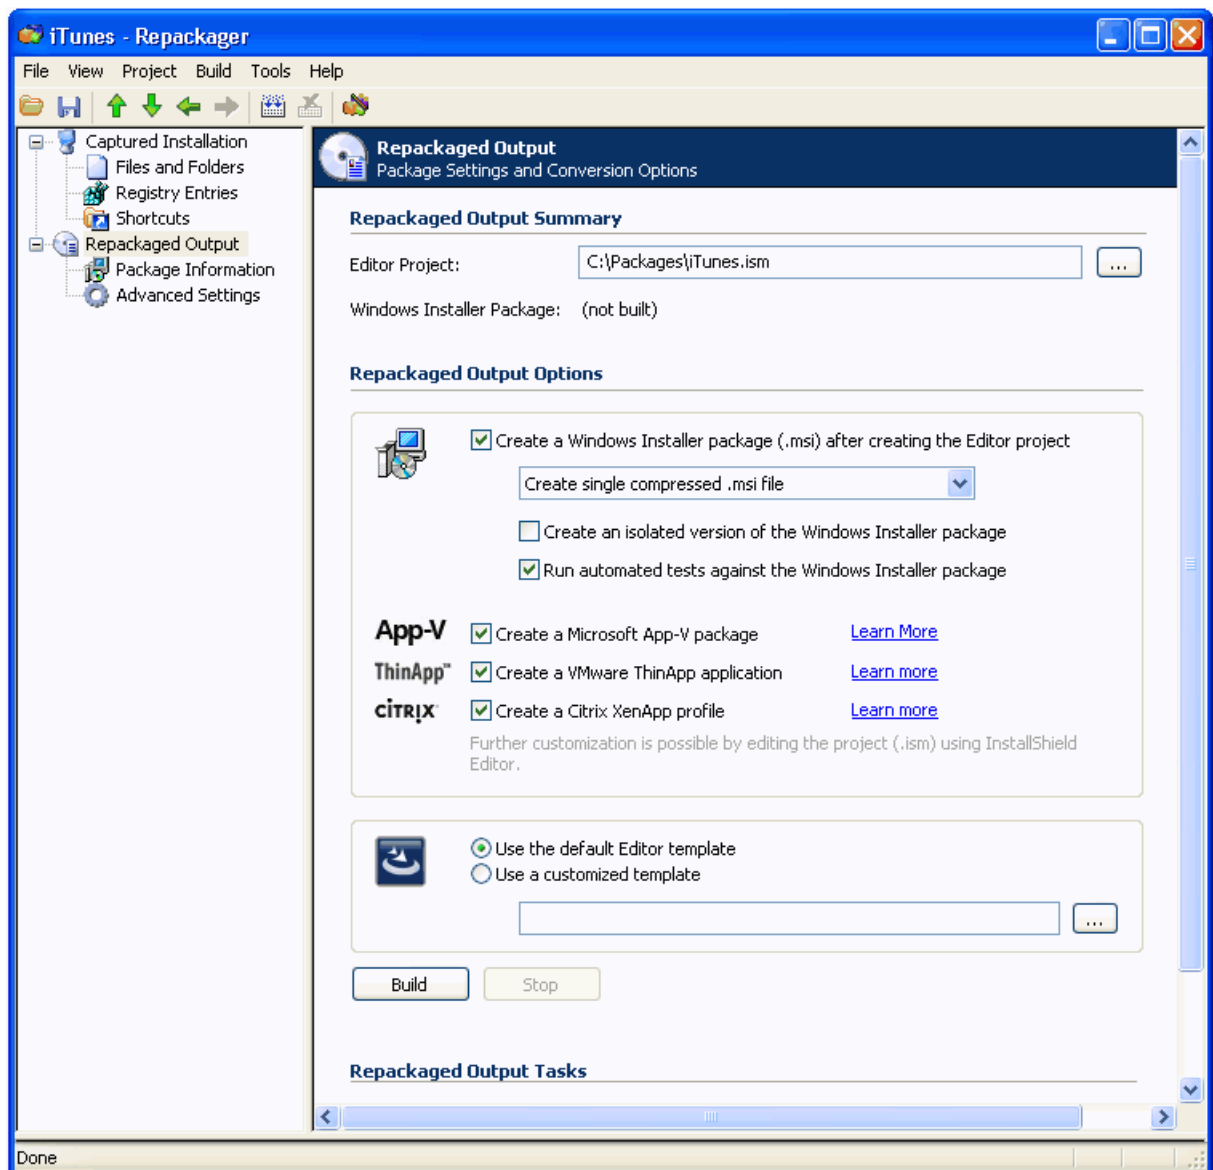 iTunes - Repackager
File View Project Build Tools Help
Captured Installation
Files and Folders
Registry Entries
Shortcuts
Repackaged Output
Package Information
Advanced Settings
Repackaged Output
Package Settings and Conversion Options
Repackaged Output Summary
Editor Project: C:\Packages\iTunes.ism ...
Windows Installer Package: (not built)
Repackaged Output Options
Create a Windows Installer package (.msi) after creating the Editor project
Create single compressed .msi file
Create an isolated version of the Windows Installer package
Run automated tests against the Windows Installer package
App-V Create a Microsoft App-V package Learn More
ThinApp™ Create a VMware ThinApp application Learn more
CITRIX Create a Citrix XenApp profile Learn more
Further customization is possible by editing the project (.ism) using InstallShield
Editor.
Use the default Editor template
Use a customized template
...
Build Stop
Repackaged Output Tasks
Done